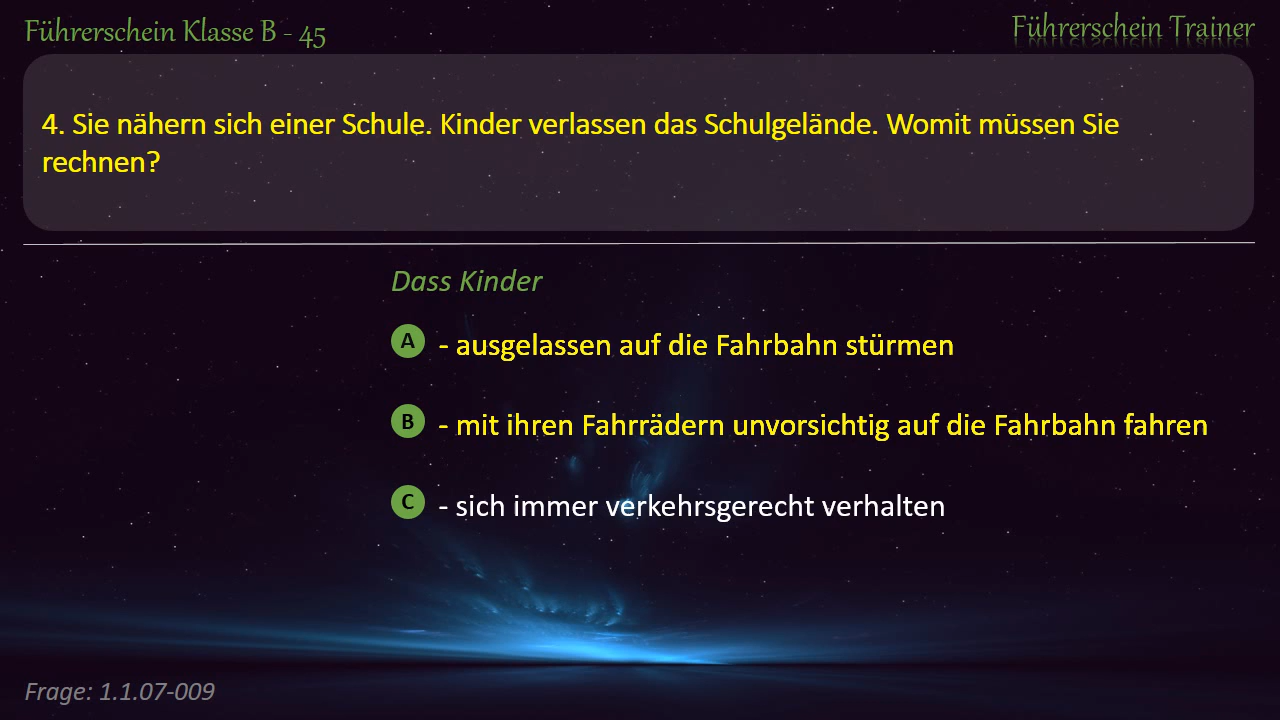 Führerschein Klasse B - 45
Führerschein Trainer
4. Sie nähern sich einer Schule. Kinder verlassen das Schulgelände. Womit müssen Sie
rechnen?
Dass Kinder
A - ausgelassen auf die Fahrbahn stürmen
B - mit ihren Fahrrädern unvorsichtig auf die Fahrbahn fahren
C - sich immer verkehrsgerecht verhalten
Frage: 1.1.07-009